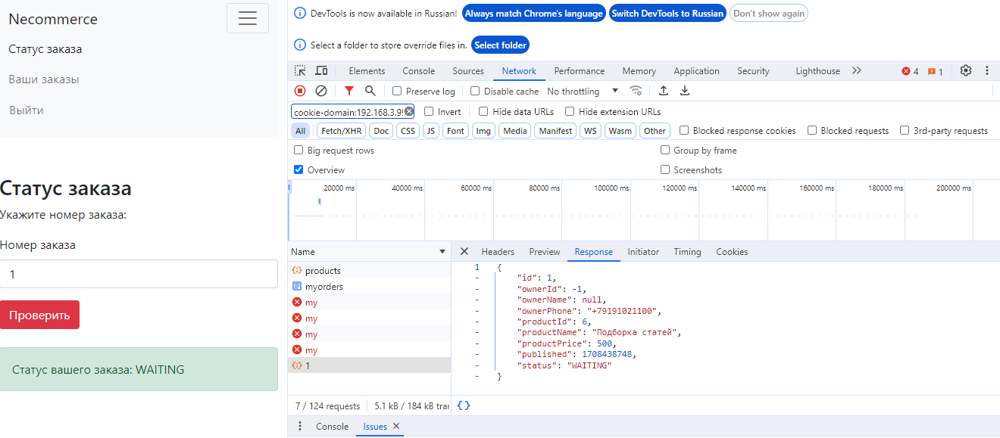 Necommerce
Статус заказа
Ваши заказы
Выйти
Статус заказа
Укажите номер заказа:
Номер заказа
1
Проверить
Статус вашего заказа: WAITING
DevTools is now available in Russian! Always match Chrome's language Switch DevTools to Russian Don't show again
Select a folder to store override files in. Select folder
Elements Console Sources Network Performance Memory Application Security Lighthouse 4 1
Preserve log Disable cache No throttling
cookie-domain:192.168.3.99 Invert Hide data URLs Hide extension URLs
All Fetch/XHR Doc CSS JS Font Img Media Manifest WS Wasm Other Blocked response cookies Blocked requests 3rd-party requests
Big request rows Group by frame
Overview Screenshots
20000 ms 40000 ms 60000 ms 80000 ms 100000 ms 120000 ms 140000 ms 160000 ms 180000 ms 200000 ms
Name
products
myorders
my
my
my
my
1
7 / 124 requests 5.1 kB / 184 kB tran
Headers Preview Response Initiator Timing Cookies
1 {
- "id": 1,
- "ownerId": -1,
- "ownerName": null,
- "ownerPhone": "+79191021100",
- "productId": 6,
- "productName": "Подборка статей",
- "productPrice": 500,
- "published": 1708438748,
- "status": "WAITING"
- }
{}
Console Issues